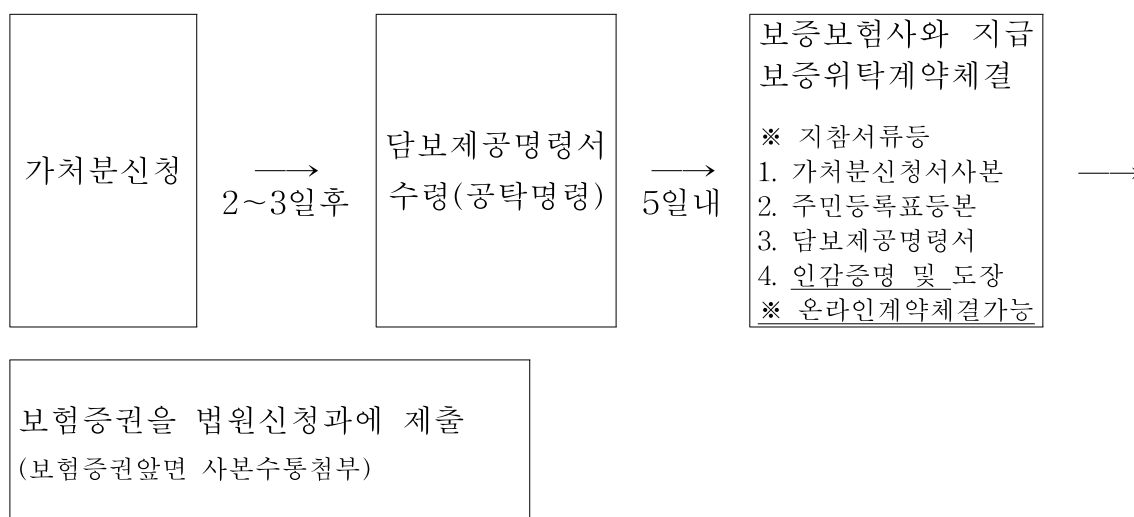 가처분신청
⟶
2~3일후
담보제공명령서
수령(공탁명령)
⟶
5일내
보증보험사와 지급
보증위탁계약체결
※ 지참서류등
1. 가처분신청서사본
2. 주민등록표등본
3. 담보제공명령서
4. 인감증명 및 도장
※ 온라인계약체결가능
⟶
보험증권을 법원신청과에 제출
(보험증권앞면 사본수통첨부)